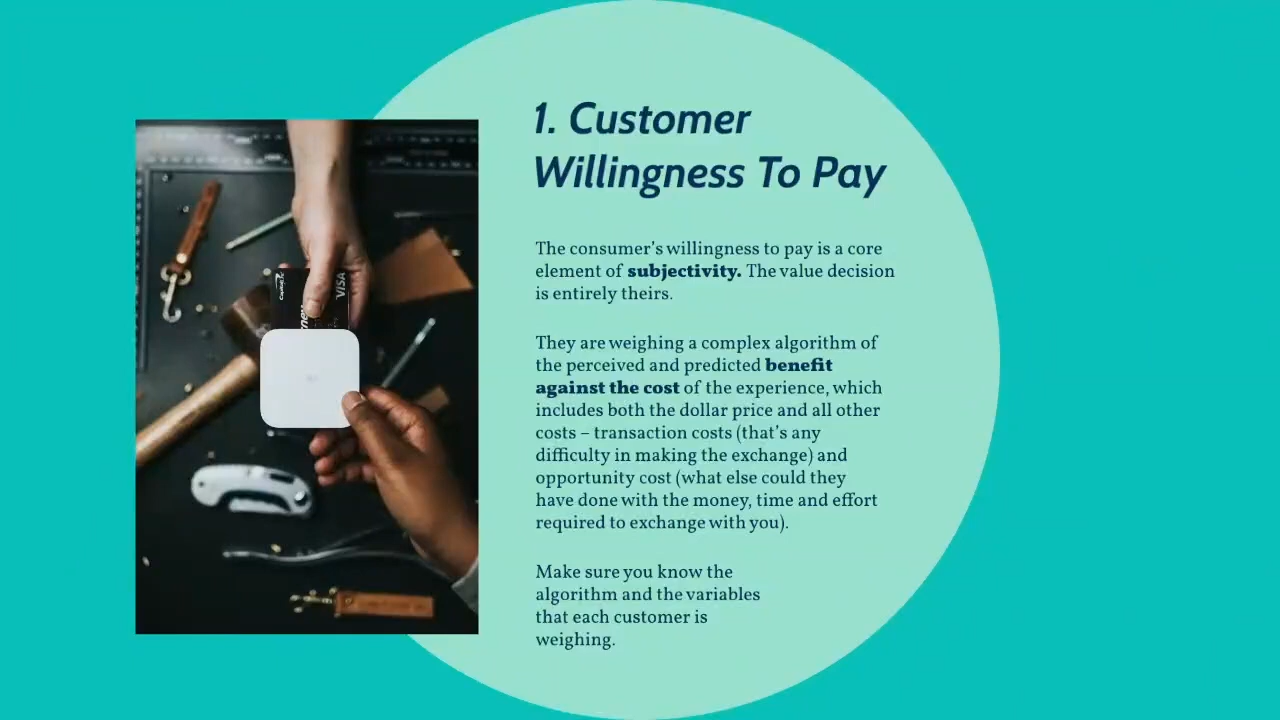 1. Customer
Willingness To Pay
The consumer's willingness to pay is a core
element of subjectivity. The value decision
is entirely theirs.
They are weighing a complex algorithm of
the perceived and predicted benefit
against the cost of the experience, which
includes both the dollar price and all other
costs – transaction costs (that's any
difficulty in making the exchange) and
opportunity cost (what else could they
have done with the money, time and effort
required to exchange with you).
Make sure you know the
algorithm and the variables
that each customer is
weighing.
VISA